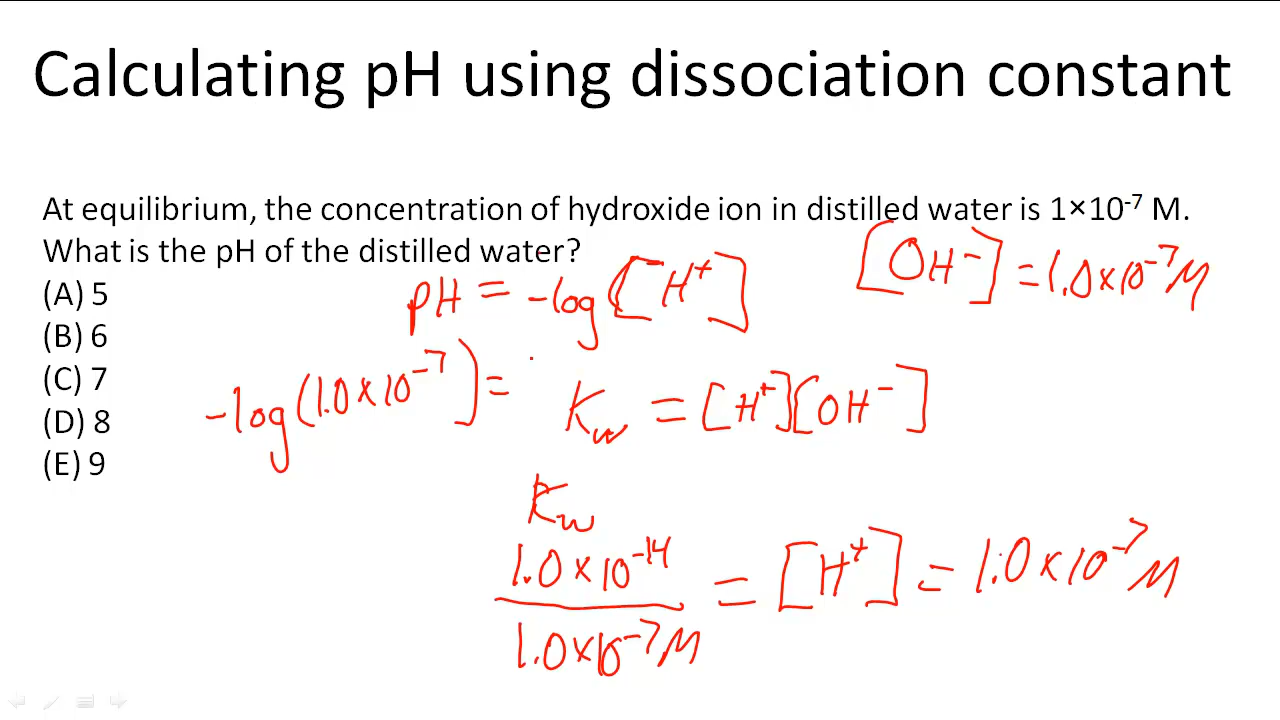 Calculating pH using dissociation constant
At equilibrium, the concentration of hydroxide ion in distilled water is 1×10⁻⁷ M.
What is the pH of the distilled water?
(A) 5
(B) 6
(C) 7
(D) 8
(E) 9
[OH⁻] = 1.0×10⁻⁷ M
pH = -log[H⁺]
-log(1.0×10⁻⁷) =
Kw = [H⁺][OH⁻]
Kw
1.0×10⁻¹⁴
= [H⁺] = 1.0×10⁻⁷ M
1.0×10⁻⁷ M